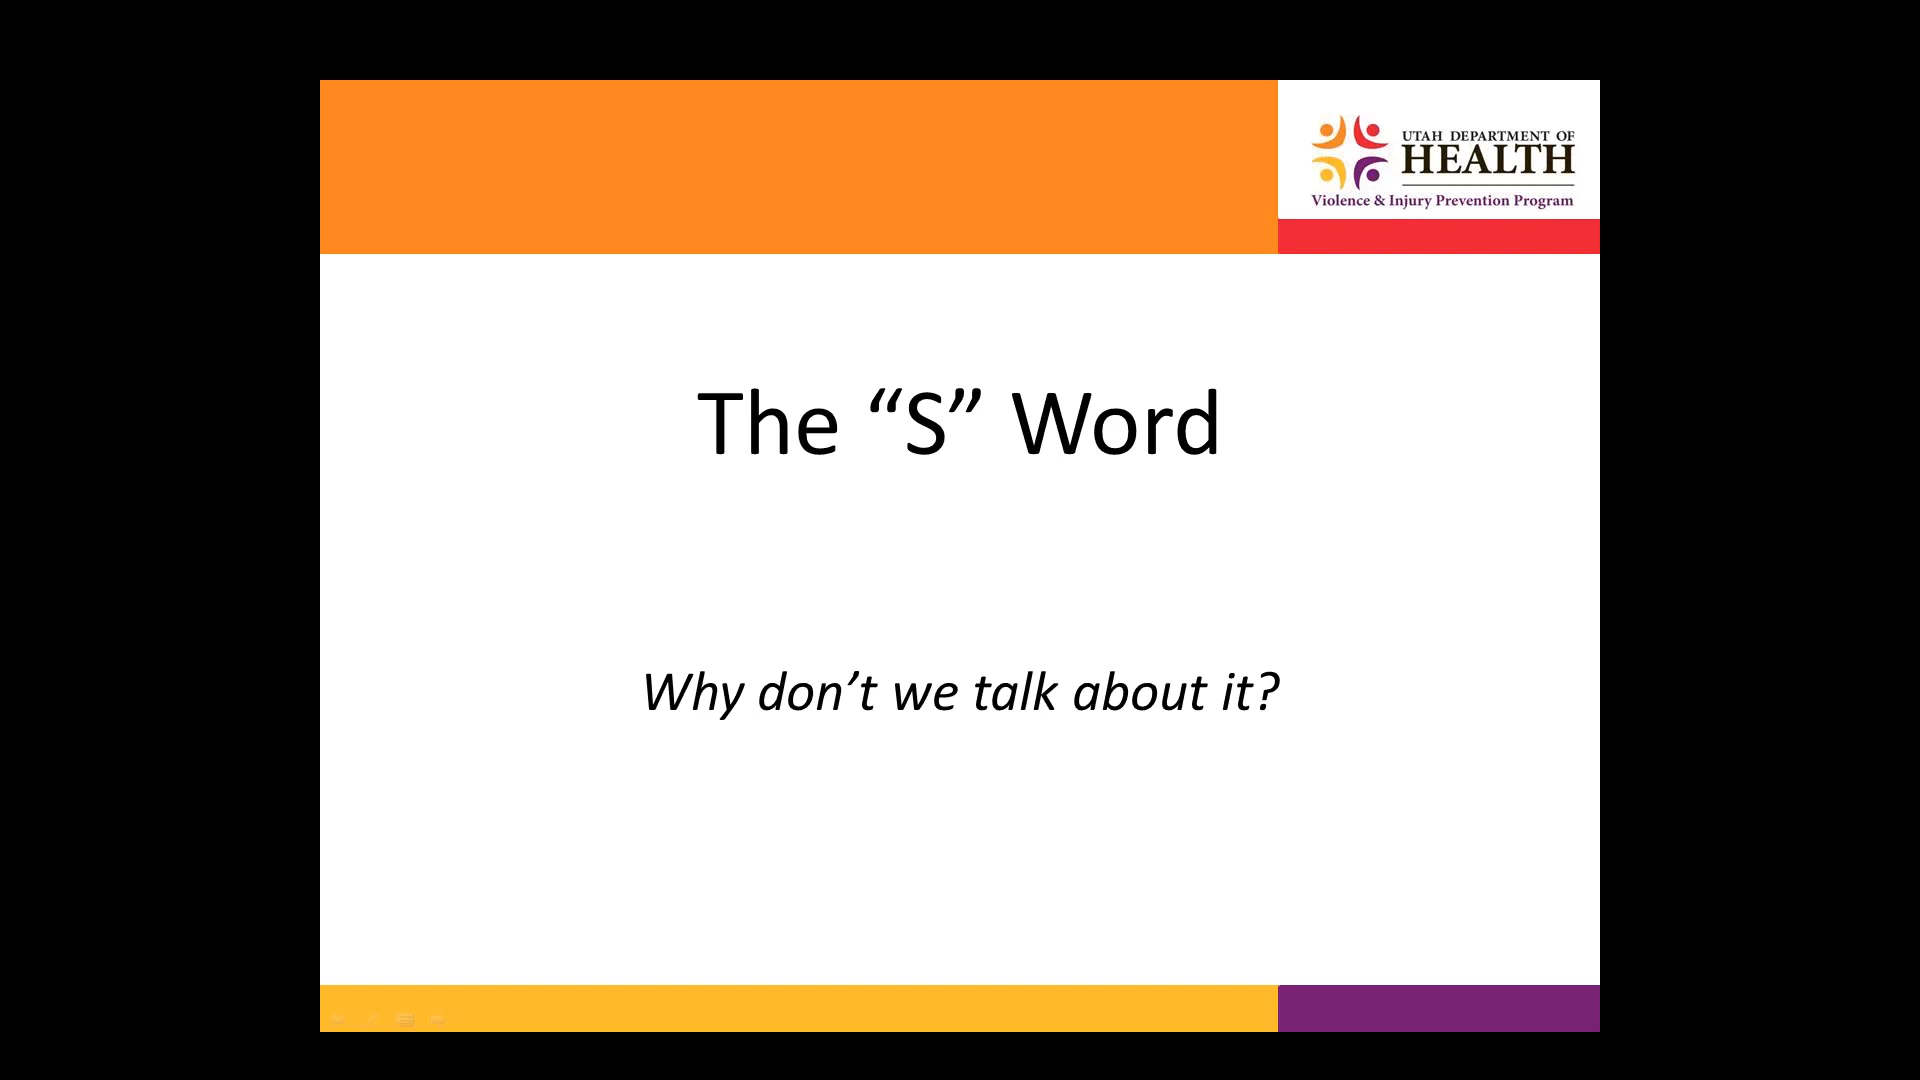 UTAH DEPARTMENT OF
HEALTH
Violence & Injury Prevention Program
The “S” Word
Why don’t we talk about it?